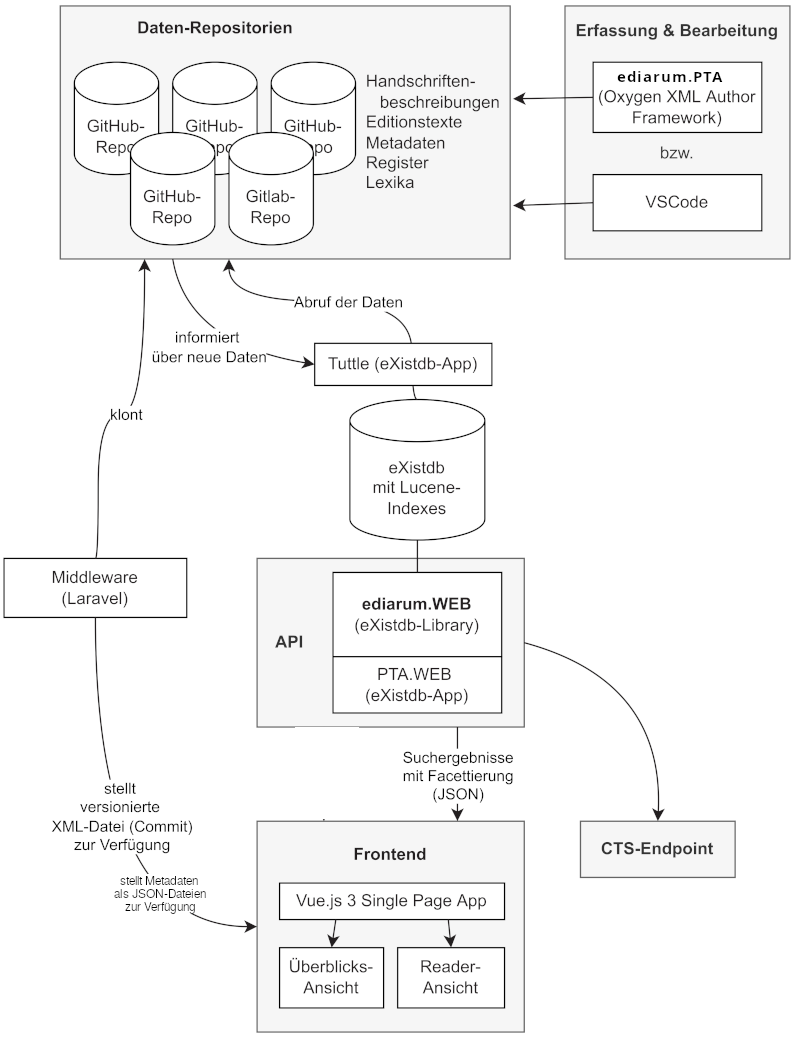 Daten-Repositorien
GitHub-
Repo
GitHub-
Repo
GitHub-
po
GitHub-
Repo
Gitlab-
Repo
Handschriften-
beschreibungen
Editionstexte
Metadaten
Register
Lexika
Erfassung & Bearbeitung
ediarum.PTA
(Oxygen XML Author
Framework)
bzw.
VSCode
Abruf der Daten
informiert
über neue Daten
Tuttle (eXistdb-App)
klont
eXistdb
mit Lucene-
Indexes
Middleware
(Laravel)
API
ediarum.WEB
(eXistdb-Library)
PTA.WEB
(eXistdb-App)
Suchergebnisse
mit Facettierung
(JSON)
stellt
versionierte
XML-Datei (Commit)
zur Verfügung
stellt Metadaten
als JSON-Dateien
zur Verfügung
CTS-Endpoint
Frontend
Vue.js 3 Single Page App
Überblicks-
Ansicht
Reader-
Ansicht